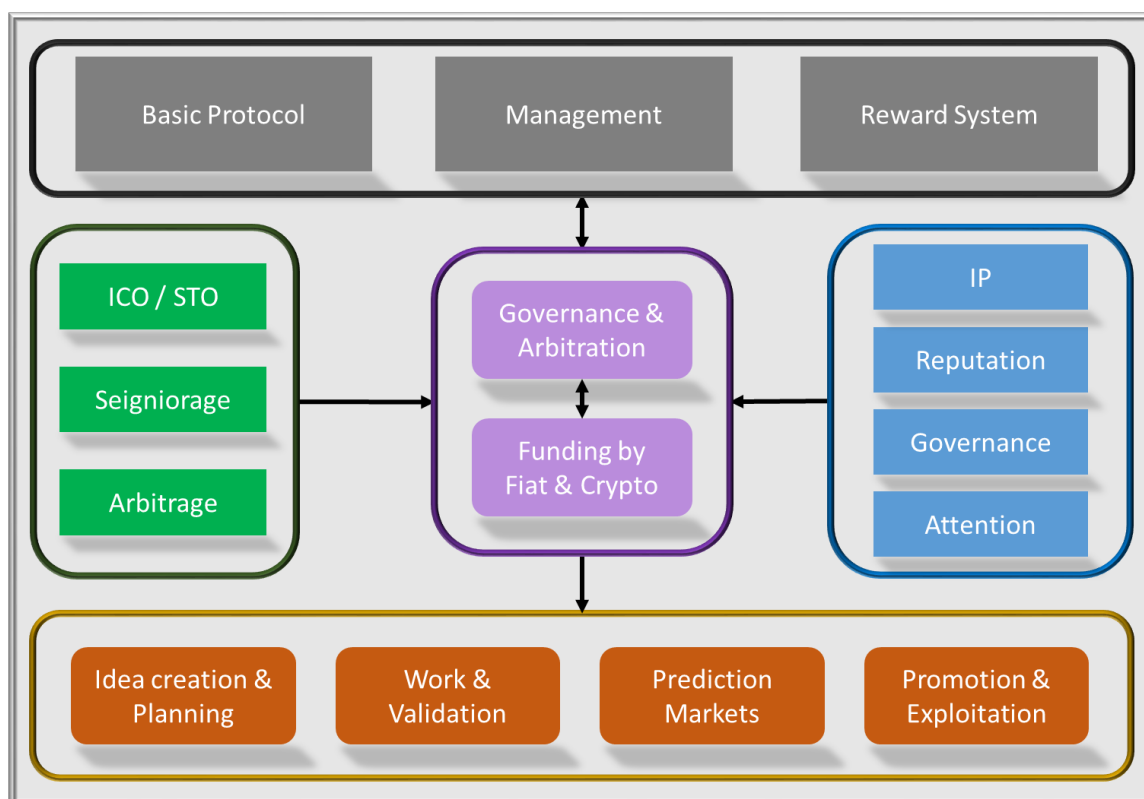 Basic Protocol
Management
Reward System
ICO / STO
Seigniorage
Arbitrage
Governance &
Arbitration
Funding by
Fiat & Crypto
IP
Reputation
Governance
Attention
Idea creation &
Planning
Work &
Validation
Prediction
Markets
Promotion &
Exploitation